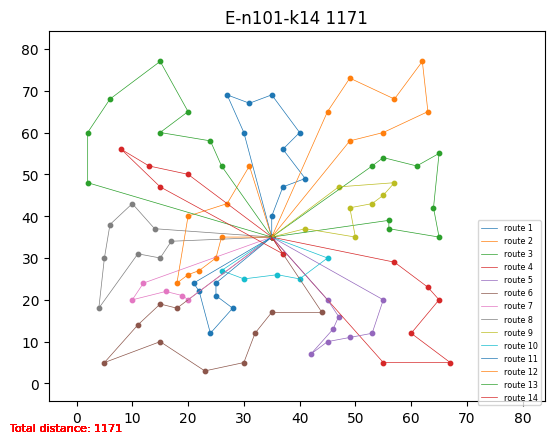 E-n101-k14 1171
80
70
60
50
40
30
20
10
0
0 10 20 30 40 50 60 70 80
route 1
route 2
route 3
route 4
route 5
route 6
route 7
route 8
route 9
route 10
route 11
route 12
route 13
route 14
Total distance: 1171